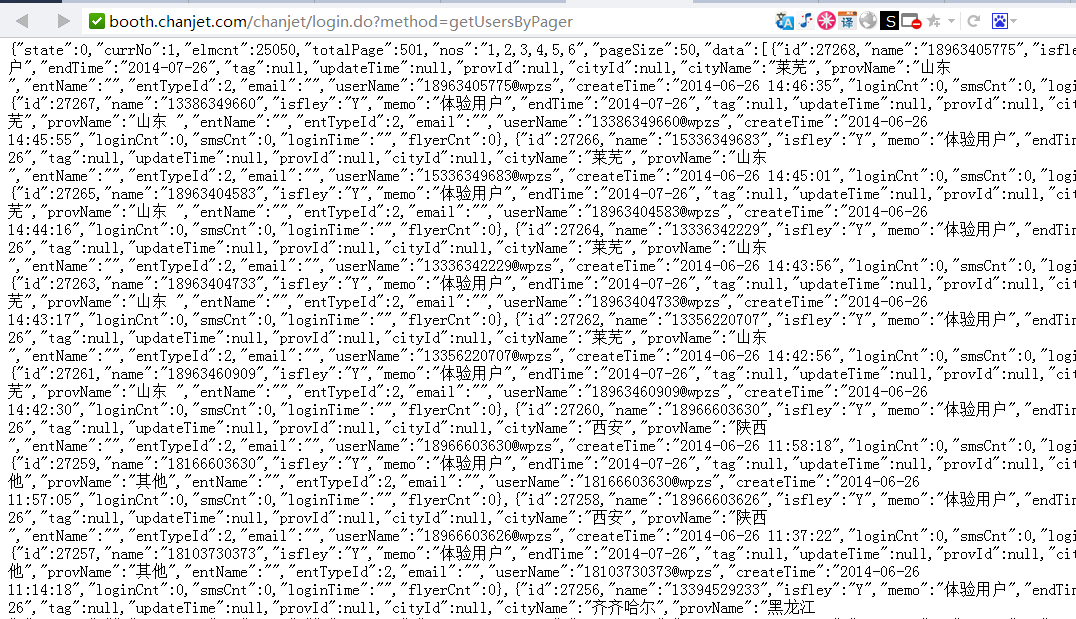 booth.chanjet.com/chanjet/login.do?method=getUsersByPager
{"state":0,"currNo":1,"elmcnt":25050,"totalPage":501,"nos":"1,2,3,4,5,6","pageSize":50,"data":[{"id":27268,"name":"18963405775","isfle
户","endTime":"2014-07-26","tag":null,"updateTime":null,"provId":null,"cityId":null,"cityName":"莱芜","provName":"山东
","entName":"","entTypeId":2,"email":"","userName":"18963405775@wpzs","createTime":"2014-06-26 14:46:35","loginCnt":0,"smsCnt":0,"logi
{"id":27267,"name":"13386349660","isfley":"Y","memo":"体验用户","endTime":"2014-07-26","tag":null,"updateTime":null,"provId":null,"cit
芜","provName":"山东 ","entName":"","entTypeId":2,"email":"","userName":"13386349660@wpzs","createTime":"2014-06-26
14:45:55","loginCnt":0,"smsCnt":0,"loginTime":"","flyerCnt":0},{"id":27266,"name":"15336349683","isfley":"Y","memo":"体验用户","endTim
26","tag":null,"updateTime":null,"provId":null,"cityId":null,"cityName":"莱芜","provName":"山东
","entName":"","entTypeId":2,"email":"","userName":"15336349683@wpzs","createTime":"2014-06-26 14:45:01","loginCnt":0,"smsCnt":0,"logi
{"id":27265,"name":"18963404583","isfley":"Y","memo":"体验用户","endTime":"2014-07-26","tag":null,"updateTime":null,"provId":null,"cit
芜","provName":"山东 ","entName":"","entTypeId":2,"email":"","userName":"18963404583@wpzs","createTime":"2014-06-26
14:44:16","loginCnt":0,"smsCnt":0,"loginTime":"","flyerCnt":0},{"id":27264,"name":"13336342229","isfley":"Y","memo":"体验用户","endTim
26","tag":null,"updateTime":null,"provId":null,"cityId":null,"cityName":"莱芜","provName":"山东
","entName":"","entTypeId":2,"email":"","userName":"13336342229@wpzs","createTime":"2014-06-26 14:43:56","loginCnt":0,"smsCnt":0,"logi
{"id":27263,"name":"18963404733","isfley":"Y","memo":"体验用户","endTime":"2014-07-26","tag":null,"updateTime":null,"provId":null,"cit
芜","provName":"山东 ","entName":"","entTypeId":2,"email":"","userName":"18963404733@wpzs","createTime":"2014-06-26
14:43:17","loginCnt":0,"smsCnt":0,"loginTime":"","flyerCnt":0},{"id":27262,"name":"13356220707","isfley":"Y","memo":"体验用户","endTim
26","tag":null,"updateTime":null,"provId":null,"cityId":null,"cityName":"莱芜","provName":"山东
","entName":"","entTypeId":2,"email":"","userName":"13356220707@wpzs","createTime":"2014-06-26 14:42:56","loginCnt":0,"smsCnt":0,"logi
{"id":27261,"name":"18963460909","isfley":"Y","memo":"体验用户","endTime":"2014-07-26","tag":null,"updateTime":null,"provId":null,"cit
芜","provName":"山东 ","entName":"","entTypeId":2,"email":"","userName":"18963460909@wpzs","createTime":"2014-06-26
14:42:30","loginCnt":0,"smsCnt":0,"loginTime":"","flyerCnt":0},{"id":27260,"name":"18966603630","isfley":"Y","memo":"体验用户","endTim
26","tag":null,"updateTime":null,"provId":null,"cityId":null,"cityName":"西安","provName":"陕西
","entName":"","entTypeId":2,"email":"","userName":"18966603630@wpzs","createTime":"2014-06-26 11:58:18","loginCnt":0,"smsCnt":0,"logi
{"id":27259,"name":"18166603630","isfley":"Y","memo":"体验用户","endTime":"2014-07-26","tag":null,"updateTime":null,"provId":null,"cit
他","provName":"其他","entName":"","entTypeId":2,"email":"","userName":"18166603630@wpzs","createTime":"2014-06-26
11:57:05","loginCnt":0,"smsCnt":0,"loginTime":"","flyerCnt":0},{"id":27258,"name":"18966603626","isfley":"Y","memo":"体验用户","endTim
26","tag":null,"updateTime":null,"provId":null,"cityId":null,"cityName":"西安","provName":"陕西
","entName":"","entTypeId":2,"email":"","userName":"18966603626@wpzs","createTime":"2014-06-26 11:37:22","loginCnt":0,"smsCnt":0,"logi
{"id":27257,"name":"18103730373","isfley":"Y","memo":"体验用户","endTime":"2014-07-26","tag":null,"updateTime":null,"provId":null,"cit
他","provName":"其他","entName":"","entTypeId":2,"email":"","userName":"18103730373@wpzs","createTime":"2014-06-26
11:14:18","loginCnt":0,"smsCnt":0,"loginTime":"","flyerCnt":0},{"id":27256,"name":"13394529233","isfley":"Y","memo":"体验用户","endTim
26","tag":null,"updateTime":null,"provId":null,"cityId":null,"cityName":"齐齐哈尔","provName":"黑龙江